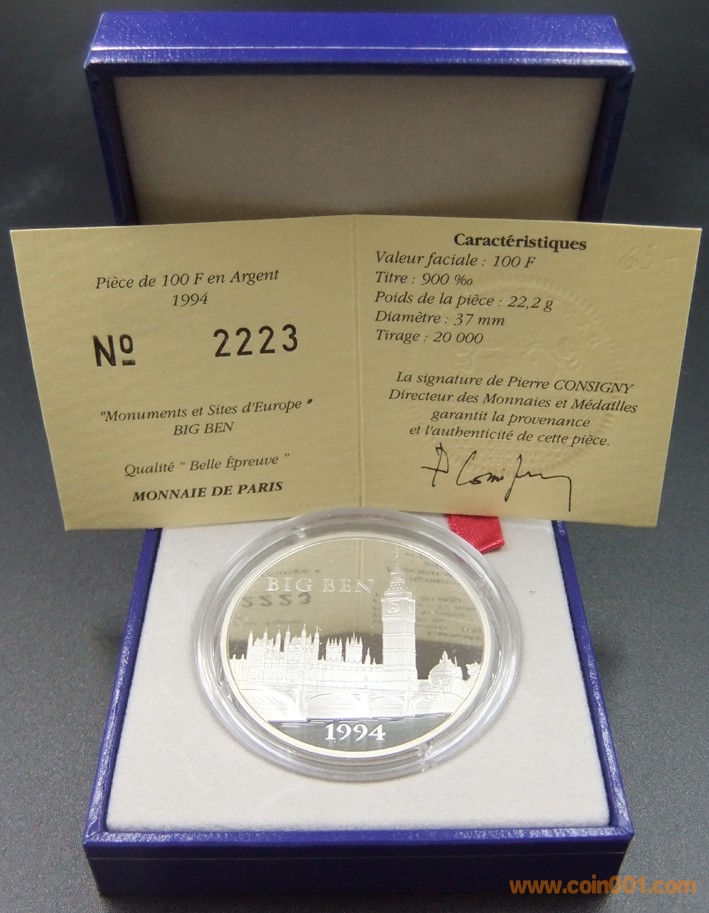 Pièce de 100 F en Argent
1994
Nº 2223
"Monuments et Sites d'Europe"
BIG BEN
Qualité "Belle Épreuve"
MONNAIE DE PARIS
Caractéristiques
Valeur faciale : 100 F
Titre : 900 ‰
Poids de la pièce : 22,2 g
Diamètre : 37 mm
Tirage : 20 000
La signature de Pierre CONSIGNY
Directeur des Monnaies et Médailles
garantit la provenance
et l'authenticité de cette pièce.
BIG BEN
1994
www.coin001.com